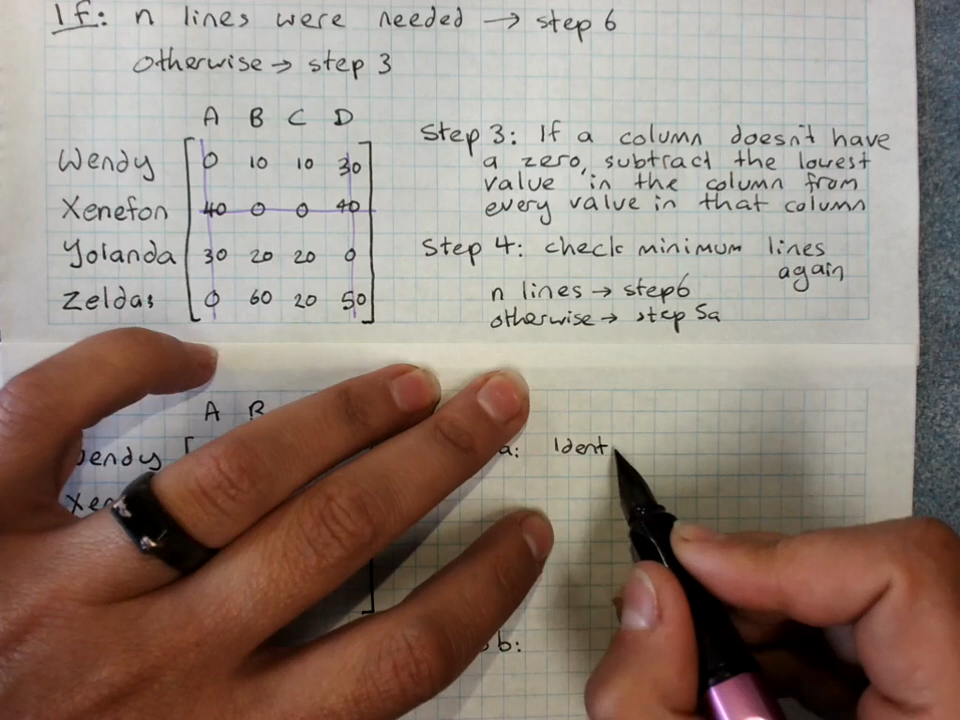 If: n lines were needed → step 6
otherwise → step 3
A B C D
Wendy 0 10 10 30
Xenefon 40 0 0 40
Yolanda 30 20 20 0
Zeldas 0 60 20 50
Step 3: If a column doesn't have
a zero, subtract the lowest
value in the column from
every value in that column
Step 4: check minimum lines
again
n lines → step 6
otherwise → step 5a
A B
Wendy
a: Ident
b: